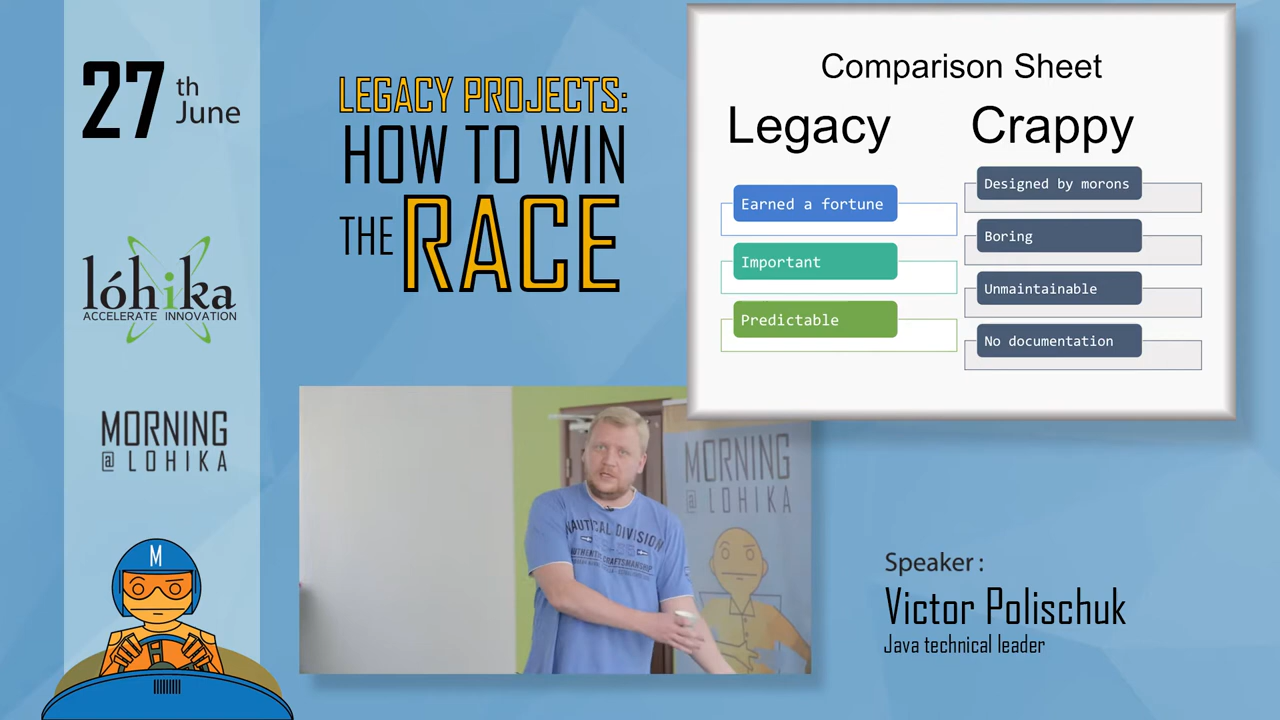 27 th
June
lóhika
ACCELERATE INNOVATION
MORNING
@ LOHIKA
M
LEGACY PROJECTS:
HOW TO WIN
THE RACE
Comparison Sheet
Legacy
Earned a fortune
Important
Predictable
Crappy
Designed by morons
Boring
Unmaintainable
No documentation
NAUTICAL DIVISION
MORNING
@ LOHIKA
Speaker :
Victor Polischuk
Java technical leader